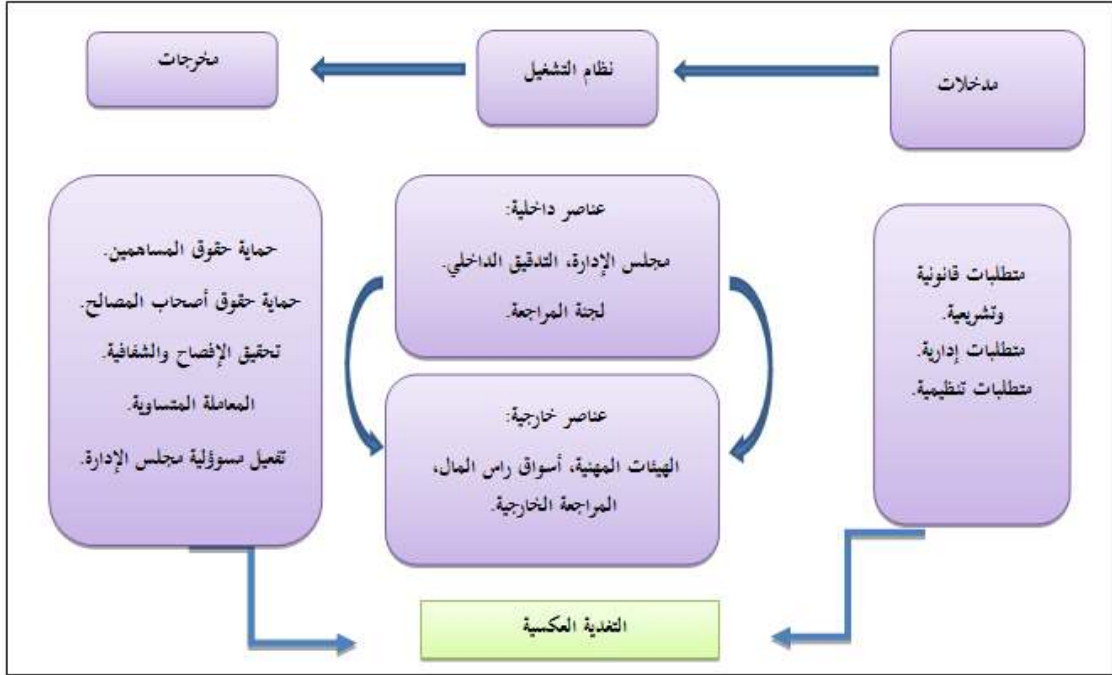 مدخلات
نظام التشغيل
مخرجات
متطلبات قانونية
وتشريعية.
متطلبات إدارية.
متطلبات تنظيمية.
عناصر داخلية:
مجلس الإدارة، التدقيق الداخلي.
لجنة المراجعة.
عناصر خارجية:
الهيئات المهنية، أسواق راس المال،
المراجعة الخارجية.
حماية حقوق المساهمين.
حماية حقوق أصحاب المصالح.
تحقيق الإفصاح والشفافية.
المعاملة المتساوية.
تفعيل مسوؤلية مجلس الإدارة.
التغدية العكسية